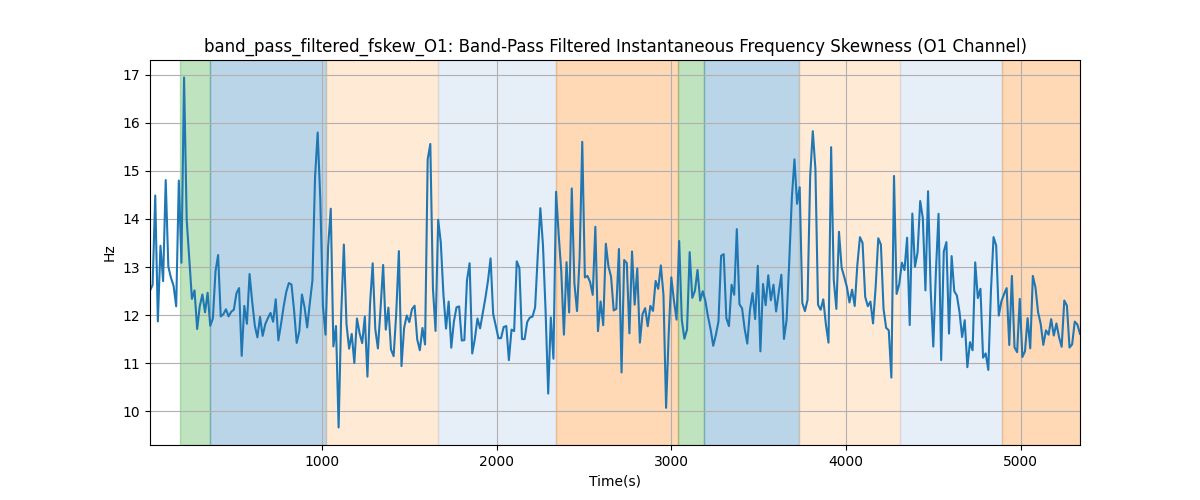 band_pass_filtered_fskew_O1: Band-Pass Filtered Instantaneous Frequency Skewness (O1 Channel)
17
16
15
14
13
12
11
10
Hz
1000 2000 3000 4000 5000
Time(s)